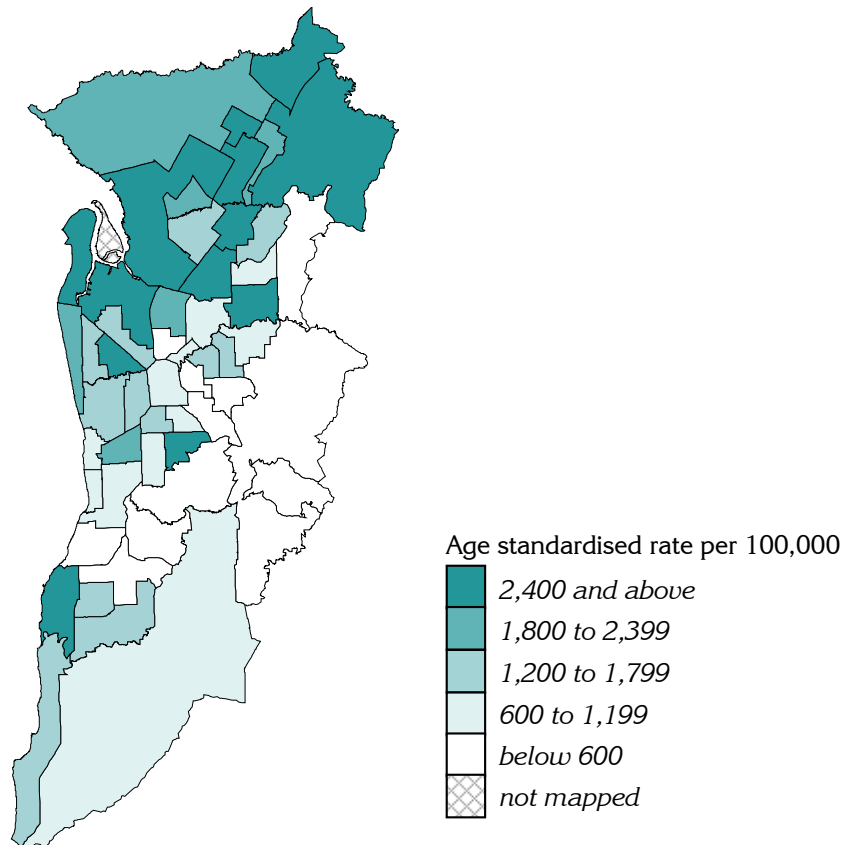 Age standardised rate per 100,000
2,400 and above
1,800 to 2,399
1,200 to 1,799
600 to 1,199
below 600
not mapped